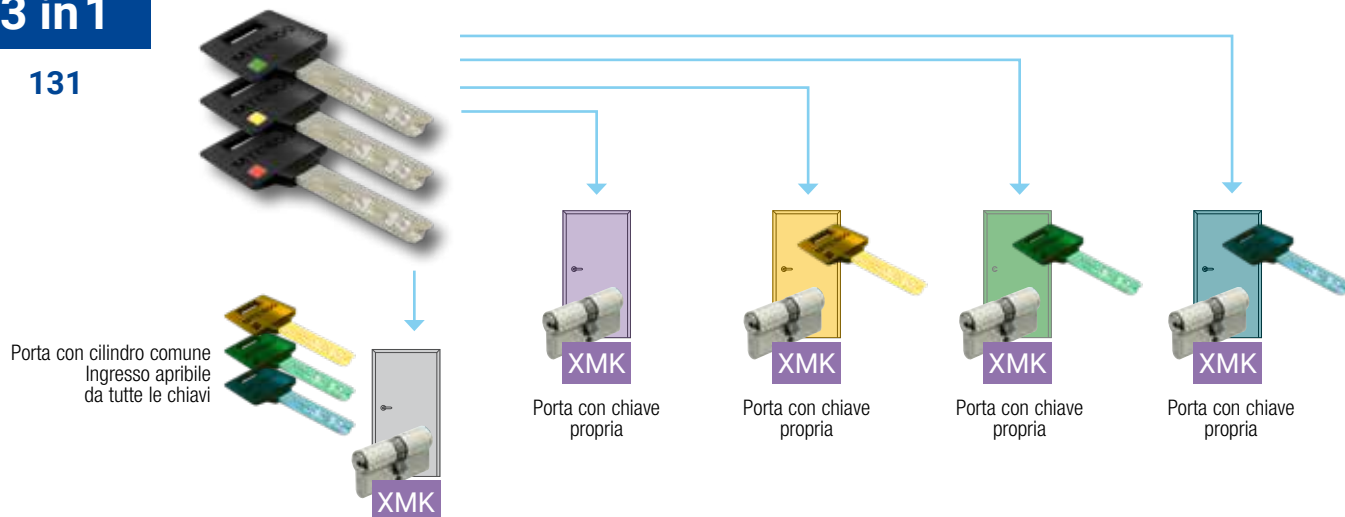 3 in 1
131
Porta con cilindro comune
Ingresso apribile
da tutte le chiavi
XMK
XMK
Porta con chiave
propria
XMK
Porta con chiave
propria
XMK
Porta con chiave
propria
XMK
Porta con chiave
propria